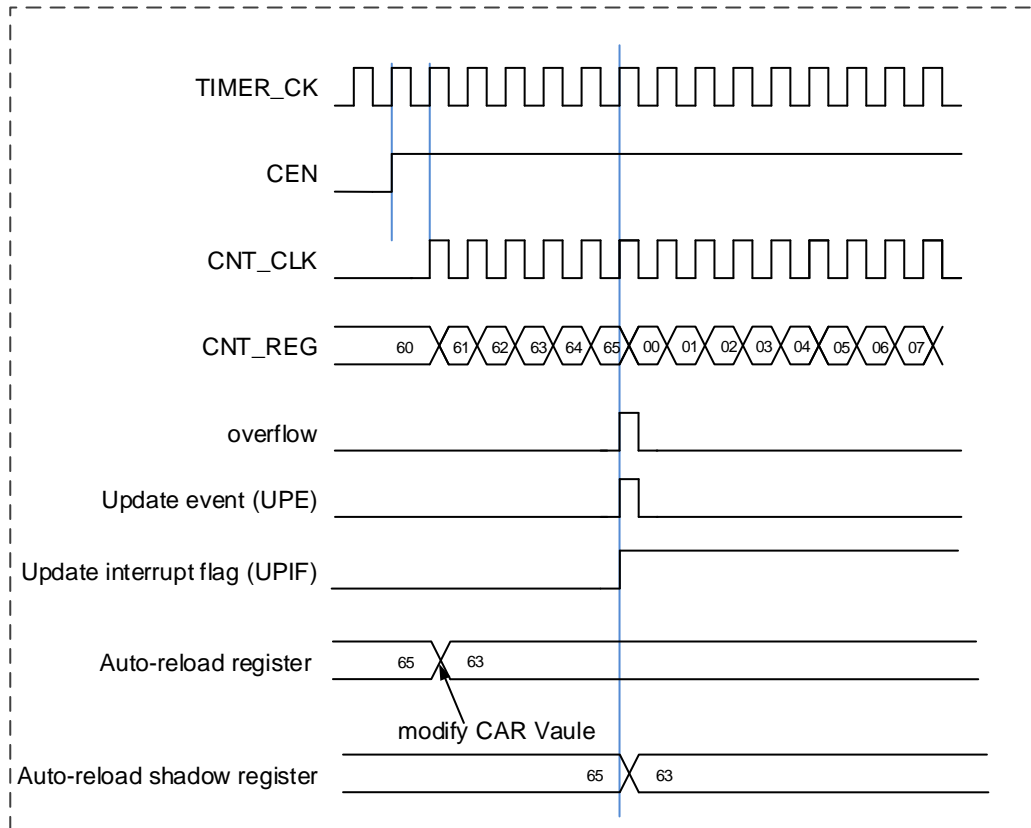 TIMER_CK
CEN
CNT_CLK
CNT_REG 60 61 62 63 64 65 00 01 02 03 04 05 06 07
overflow
Update event (UPE)
Update interrupt flag (UPIF)
Auto-reload register 65 63
modify CAR Vaule
Auto-reload shadow register 65 63